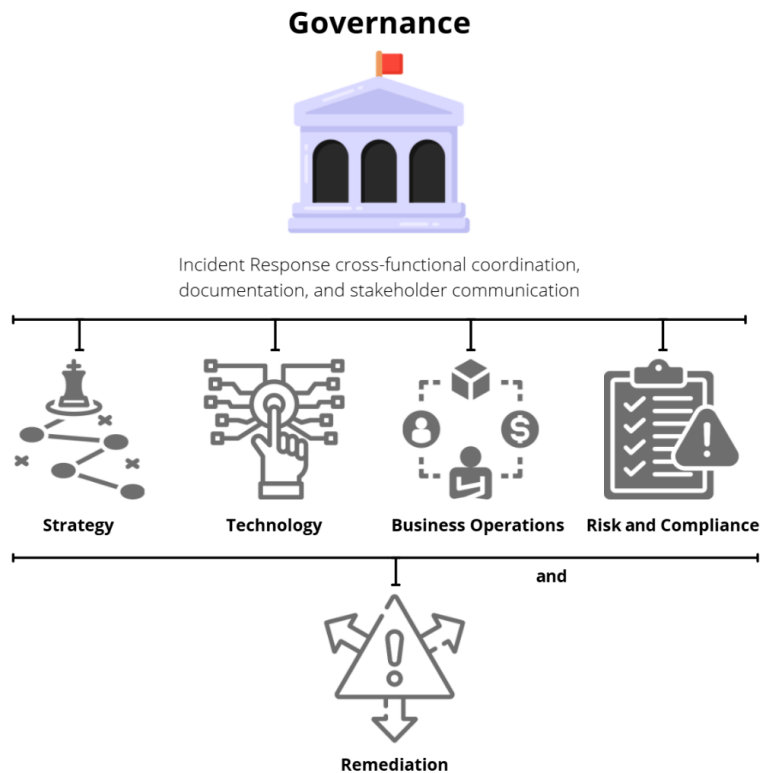 Governance
Incident Response cross-functional coordination,
documentation, and stakeholder communication
Strategy
Technology
Business Operations
Risk and Compliance
and
Remediation